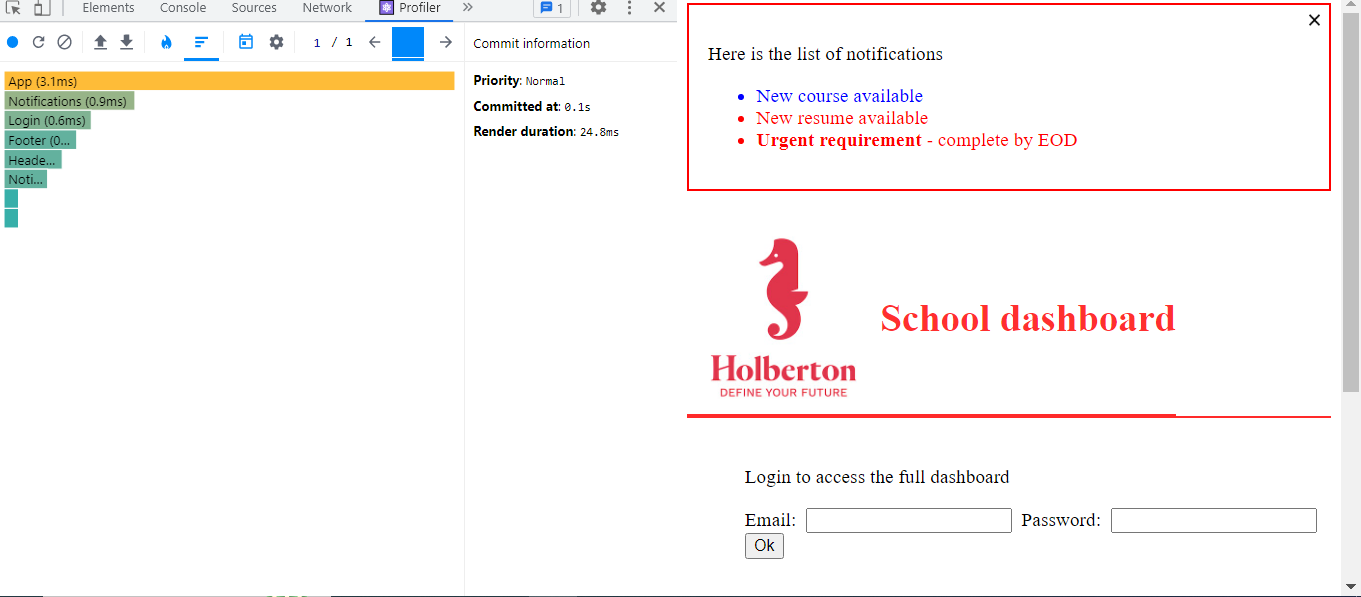 Elements Console Sources Network Profiler » 1
1 / 1
Commit information
App (3.1ms)
Notifications (0.9ms)
Login (0.6ms)
Footer (0...
Heade...
Noti...
Priority: Normal
Committed at: 0.1s
Render duration: 24.8ms
Here is the list of notifications
New course available
New resume available
Urgent requirement - complete by EOD
Holberton
DEFINE YOUR FUTURE
School dashboard
Login to access the full dashboard
Email: Password:
Ok